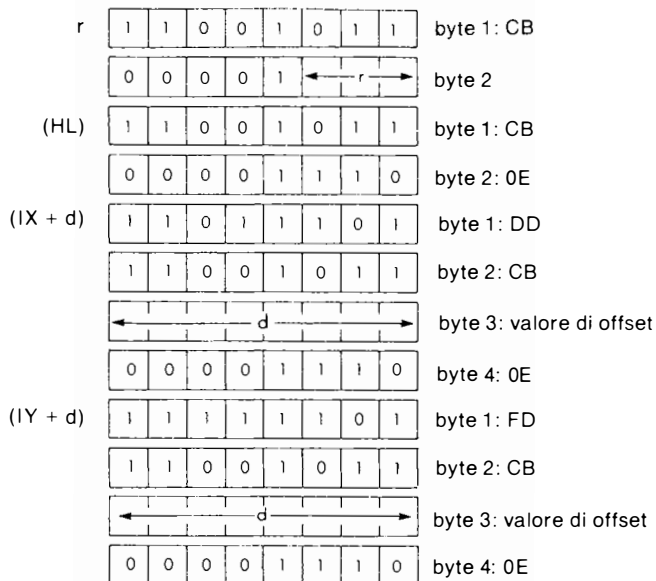 r 1 1 0 0 1 0 1 1 byte 1: CB
0 0 0 0 1 r byte 2
(HL) 1 1 0 0 1 0 1 1 byte 1: CB
0 0 0 0 1 1 1 0 byte 2: 0E
(IX + d) 1 1 0 1 1 1 0 1 byte 1: DD
1 1 0 0 1 0 1 1 byte 2: CB
d byte 3: valore di offset
0 0 0 0 1 1 1 0 byte 4: 0E
(IY + d) 1 1 1 1 1 1 0 1 byte 1: FD
1 1 0 0 1 0 1 1 byte 2: CB
d byte 3: valore di offset
0 0 0 0 1 1 1 0 byte 4: 0E